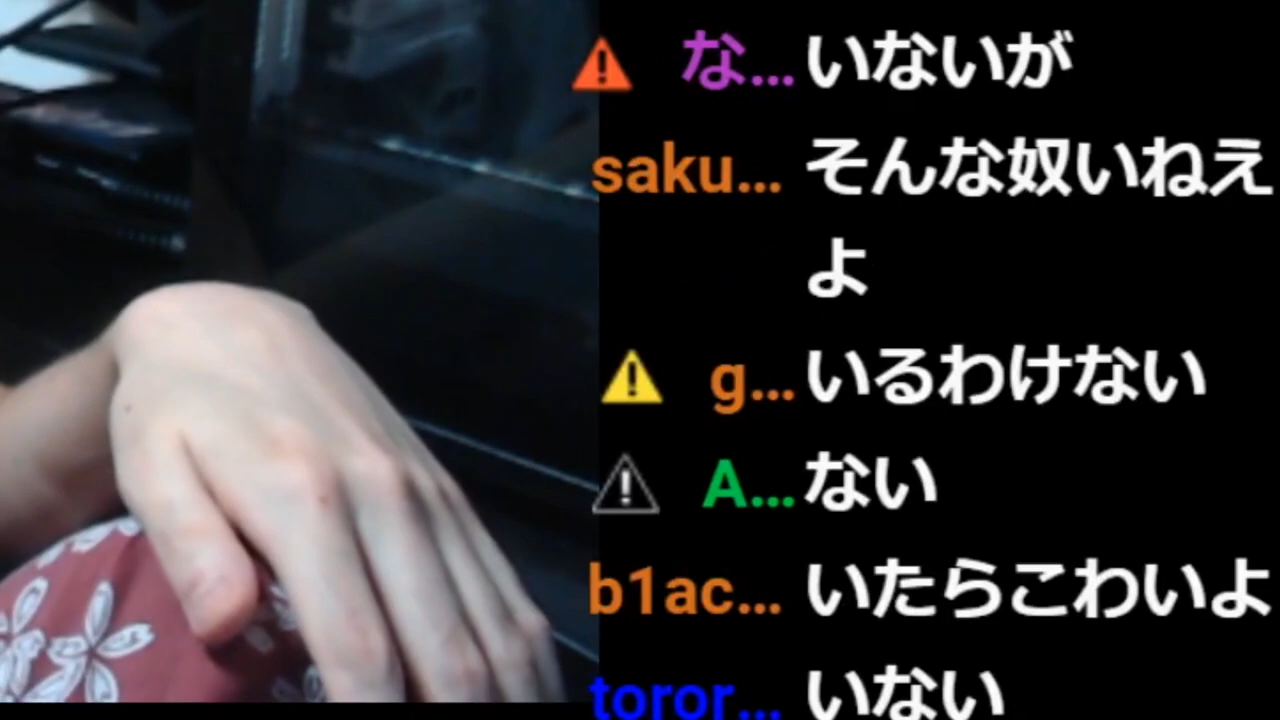 な… いないが
saku… そんな奴いねえ
よ
g… いるわけない
A… ない
b1ac… いたらこわいよ
toror… いない